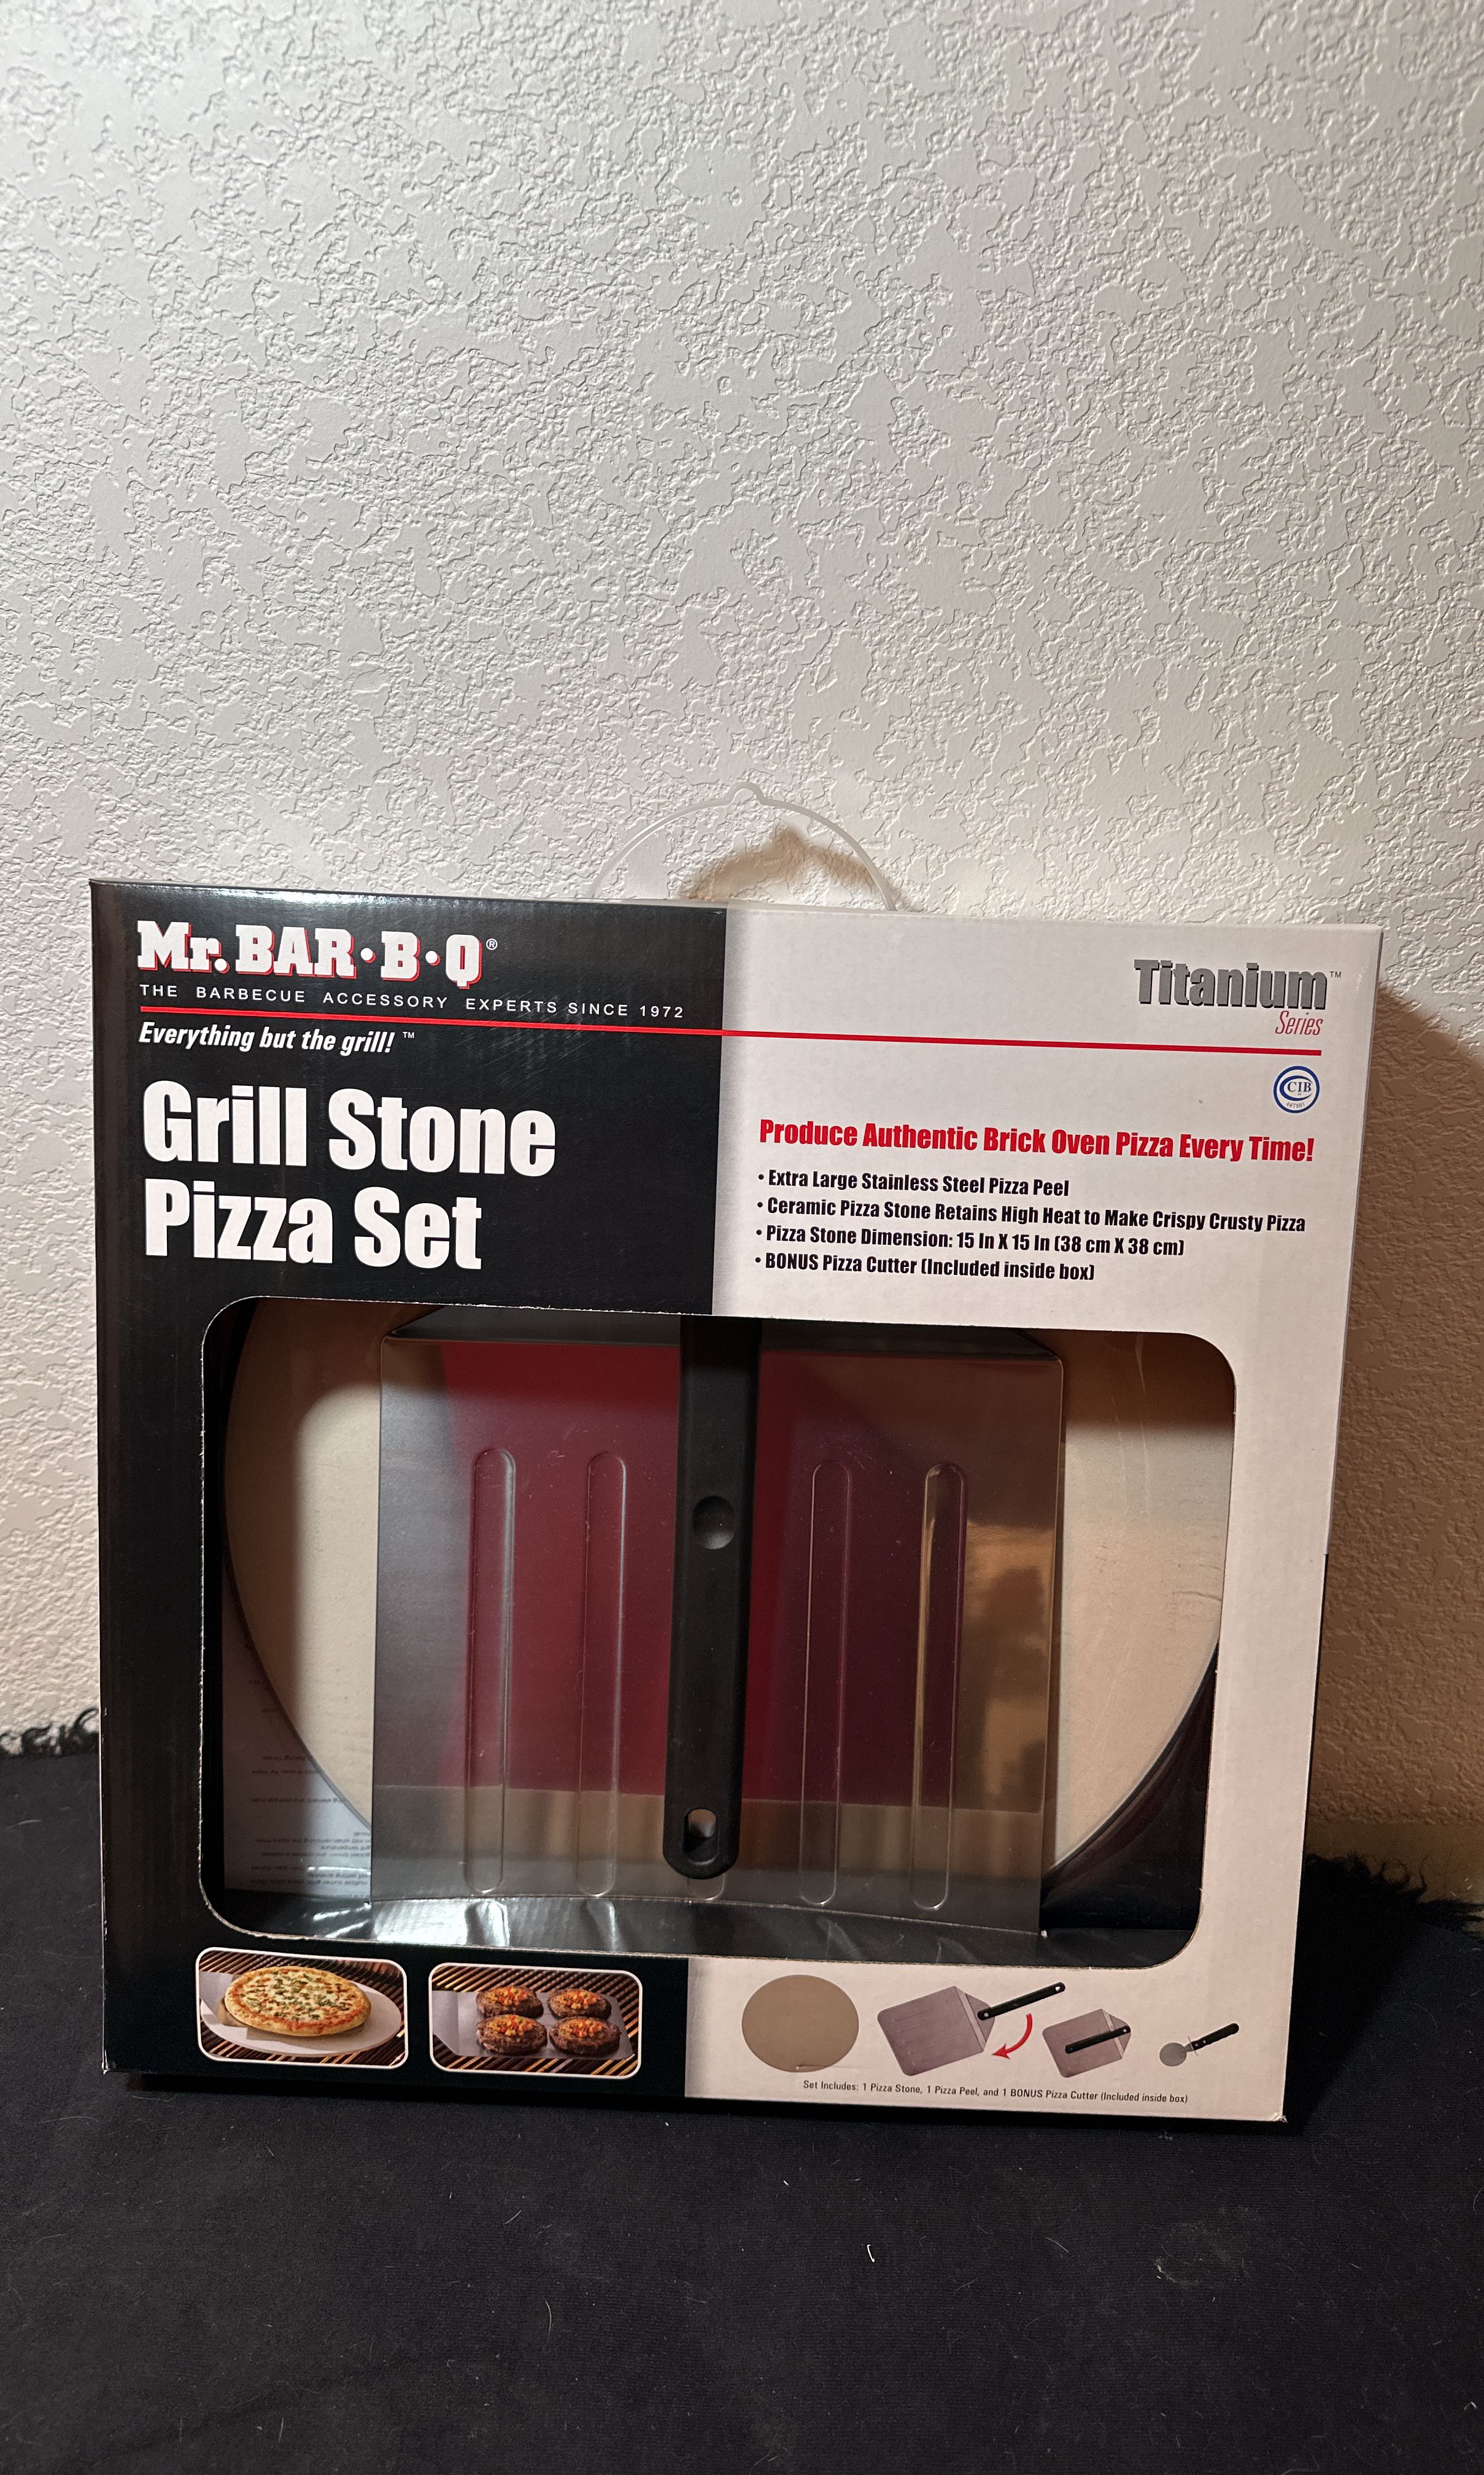 Mr. BAR•B•Q®
THE BARBECUE ACCESSORY EXPERTS SINCE 1972
Everything but the grill! ™
Grill Stone
Pizza Set
Titanium™
Series
CIB
Produce Authentic Brick Oven Pizza Every Time!
• Extra Large Stainless Steel Pizza Peel
• Ceramic Pizza Stone Retains High Heat to Make Crispy Crusty Pizza
• Pizza Stone Dimension: 15 In X 15 In (38 cm X 38 cm)
• BONUS Pizza Cutter (Included inside box)
Set Includes: 1 Pizza Stone, 1 Pizza Peel, and 1 BONUS Pizza Cutter (Included inside box)